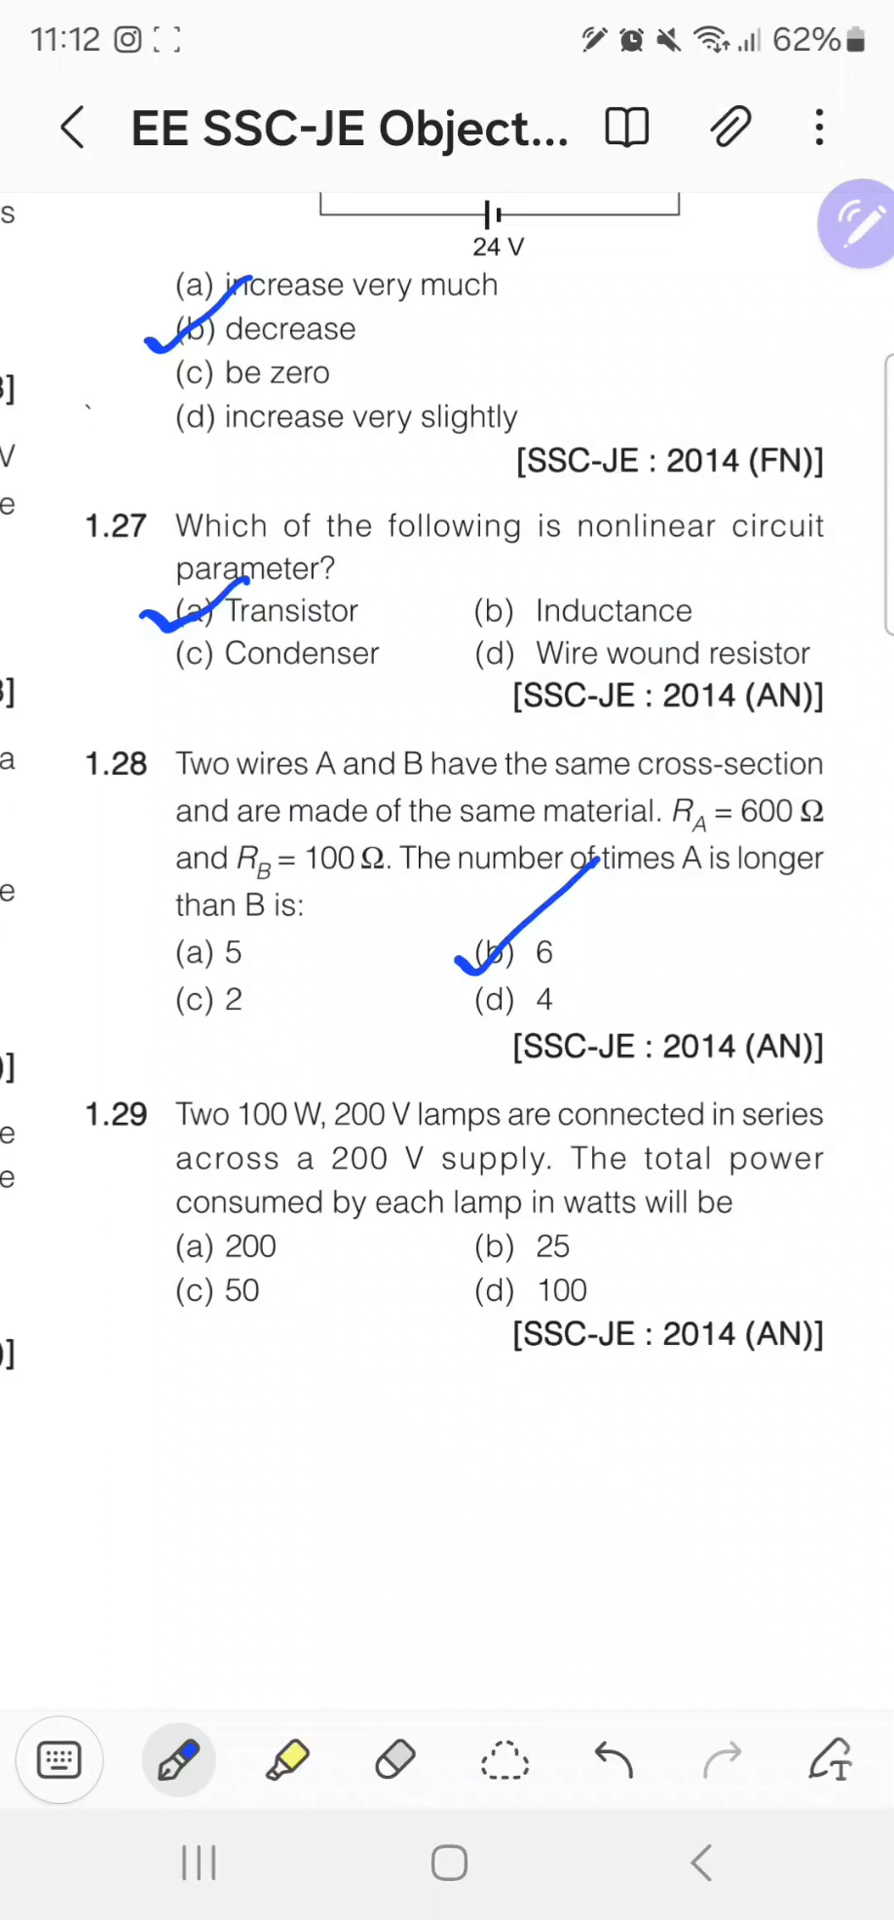 11:12 62%
EE SSC-JE Object...
s
24 V
(a) increase very much
(b) decrease
(c) be zero
3]
(d) increase very slightly
V
[SSC-JE : 2014 (FN)]
e
1.27 Which of the following is nonlinear circuit
parameter?
(a) Transistor (b) Inductance
(c) Condenser (d) Wire wound resistor
3]
[SSC-JE : 2014 (AN)]
a
1.28 Two wires A and B have the same cross-section
and are made of the same material. R_A = 600 Ω
and R_B = 100 Ω. The number of times A is longer
e
than B is:
(a) 5 (b) 6
(c) 2 (d) 4
[SSC-JE : 2014 (AN)]
)]
1.29 Two 100 W, 200 V lamps are connected in series
e
across a 200 V supply. The total power
e
consumed by each lamp in watts will be
(a) 200 (b) 25
(c) 50 (d) 100
[SSC-JE : 2014 (AN)]
)]
T